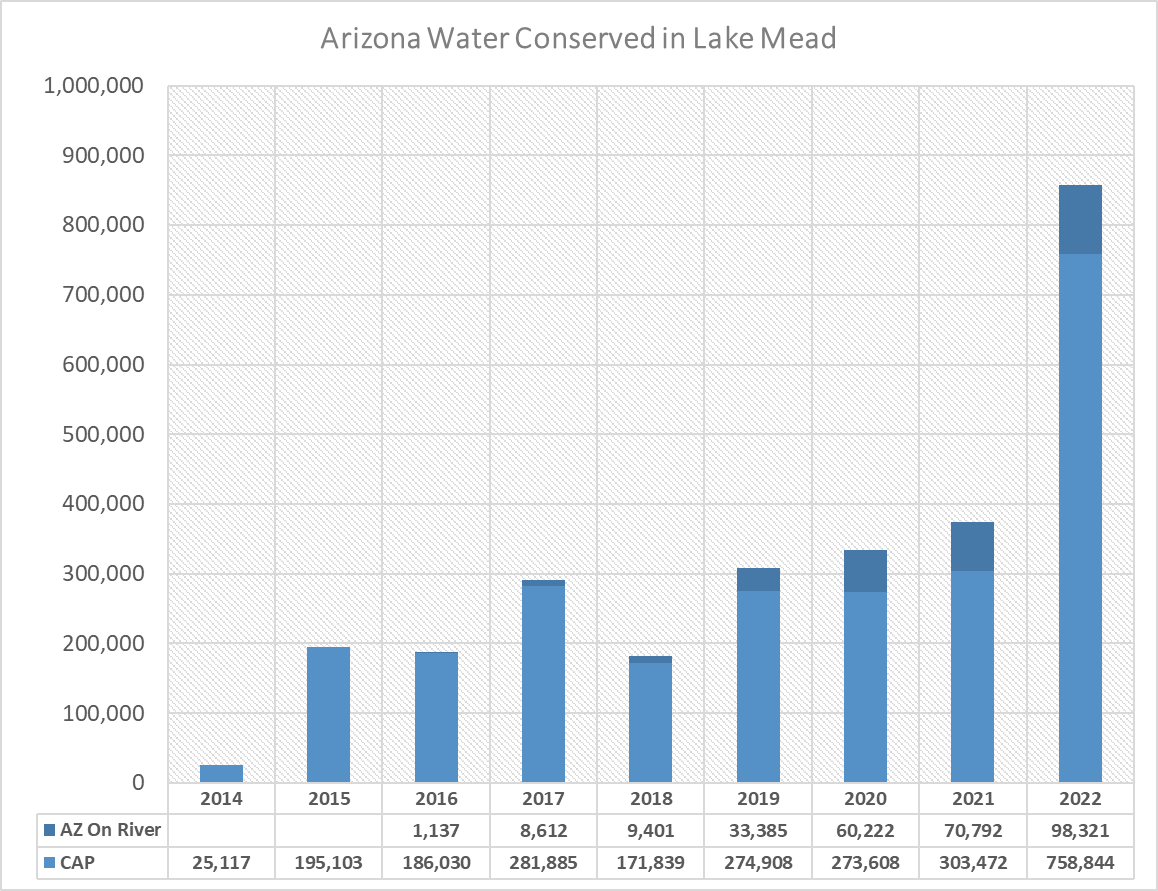 Arizona Water Conserved in Lake Mead
1,000,000
900,000
800,000
700,000
600,000
500,000
400,000
300,000
200,000
100,000
0
2014 2015 2016 2017 2018 2019 2020 2021 2022
AZ On River 1,137 8,612 9,401 33,385 60,222 70,792 98,321
CAP 25,117 195,103 186,030 281,885 171,839 274,908 273,608 303,472 758,844